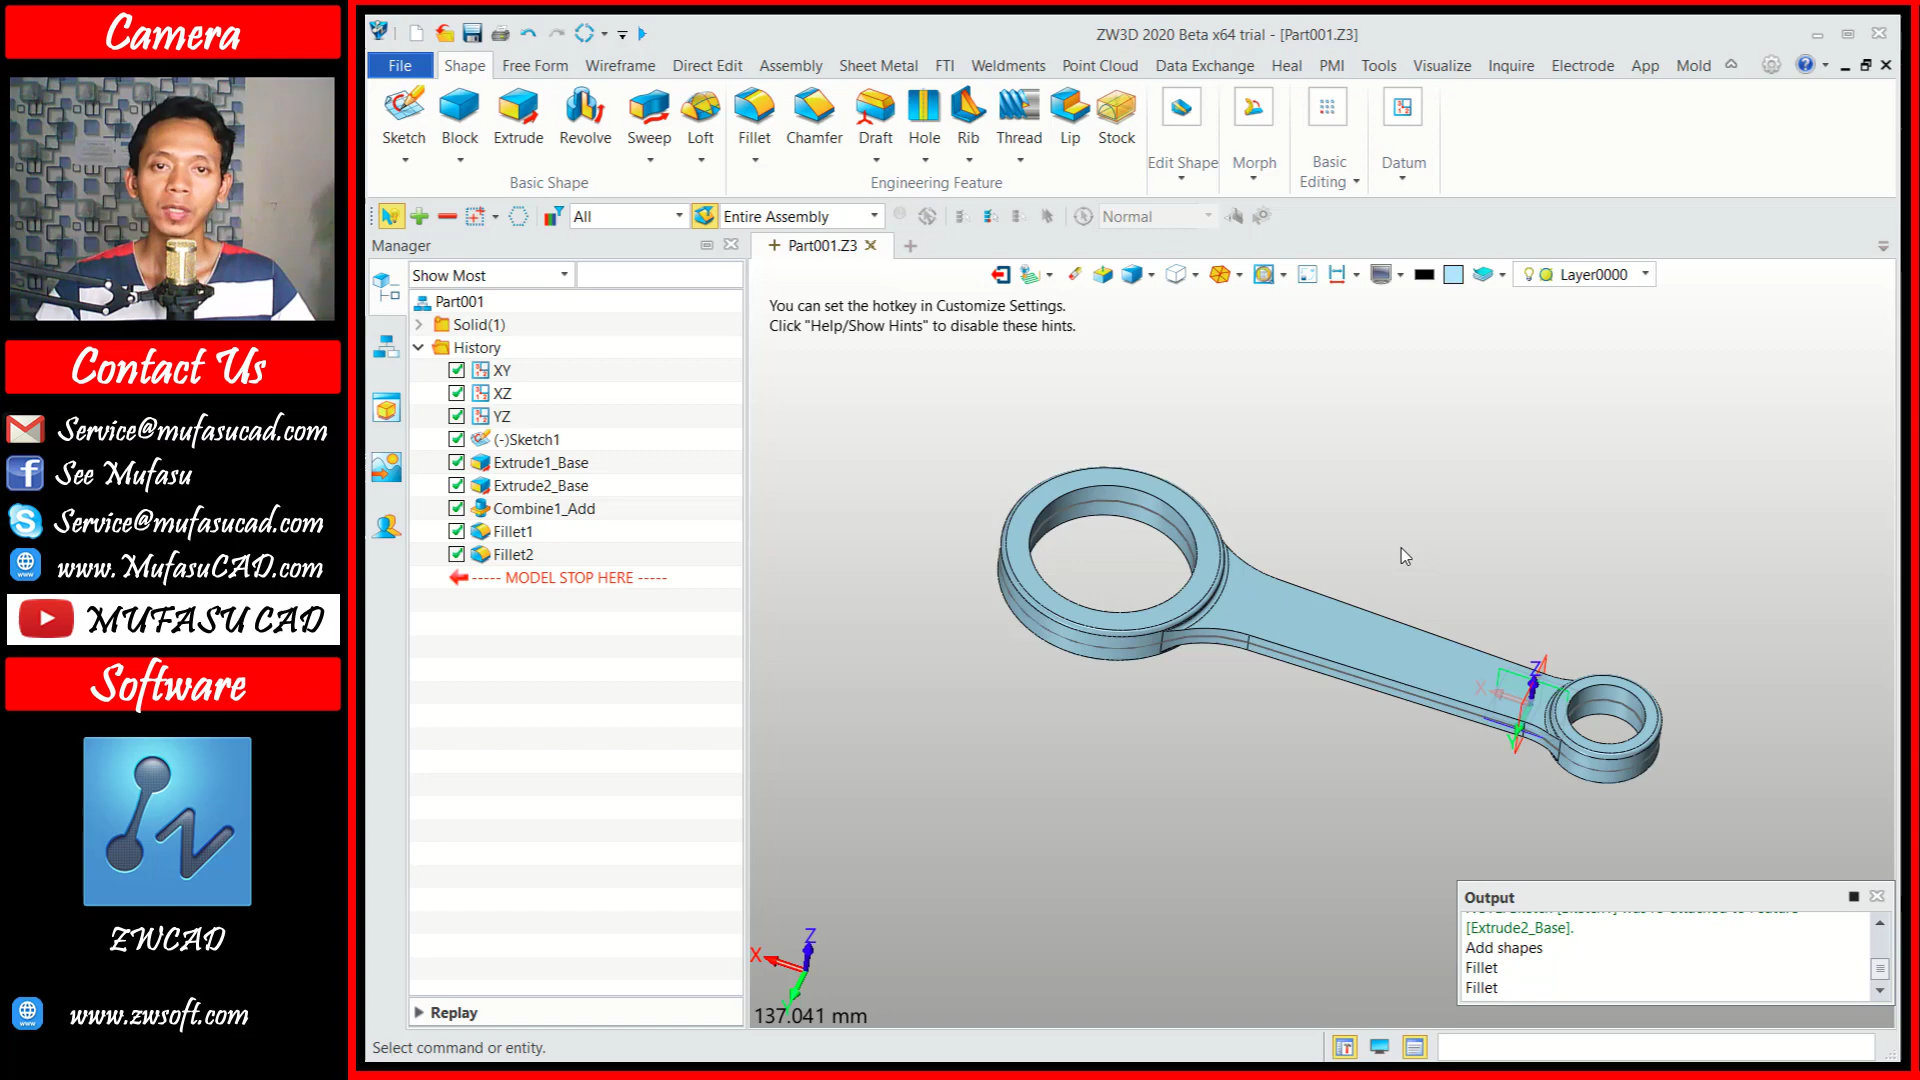 Camera
Contact Us
Service@mufasucad.com
See Mufasu
Service@mufasucad.com
www.MufasuCAD.com
MUFASU CAD
Software
ZWCAD
www.zwsoft.com
ZW3D 2020 Beta x64 trial - [Part001.Z3]
File Shape Free Form Wireframe Direct Edit Assembly Sheet Metal FTI Weldments Point Cloud Data Exchange Heal PMI Tools Visualize Inquire Electrode App Mold
Sketch Block Extrude Revolve Sweep Loft Fillet Chamfer Draft Hole Rib Thread Lip Stock
Edit Shape Morph Basic Editing Datum
Basic Shape Engineering Feature
All Entire Assembly Normal
Manager
Part001.Z3
Show Most
Layer0000
Part001
Solid(1)
History
XY
XZ
YZ
(-)Sketch1
Extrude1_Base
Extrude2_Base
Combine1_Add
Fillet1
Fillet2
----- MODEL STOP HERE -----
Replay
You can set the hotkey in Customize Settings.
Click "Help/Show Hints" to disable these hints.
Z
X
Y
Z
X
137.041 mm
Output
[Extrude2_Base].
Add shapes
Fillet
Fillet
Select command or entity.